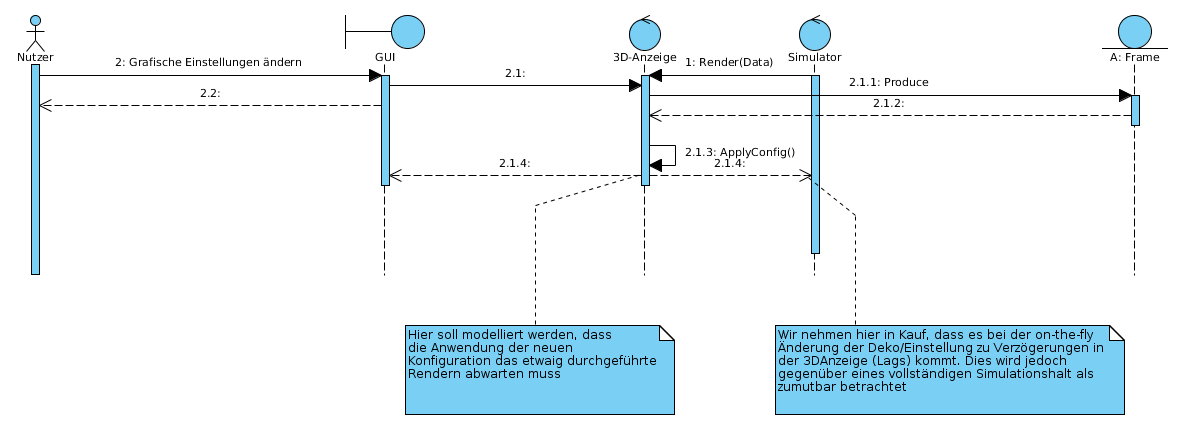 Nutzer
GUI
3D-Anzeige
Simulator
A: Frame
2: Grafische Einstellungen ändern
2.1:
1: Render(Data)
2.1.1: Produce
2.2:
2.1.2:
2.1.3: ApplyConfig()
2.1.4:
2.1.4:
Hier soll modelliert werden, dass
die Anwendung der neuen
Konfiguration das etwaig durchgeführte
Rendern abwarten muss
Wir nehmen hier in Kauf, dass es bei der on-the-fly
Änderung der Deko/Einstellung zu Verzögerungen in
der 3DAnzeige (Lags) kommt. Dies wird jedoch
gegenüber eines vollständigen Simulationshalt als
zumutbar betrachtet